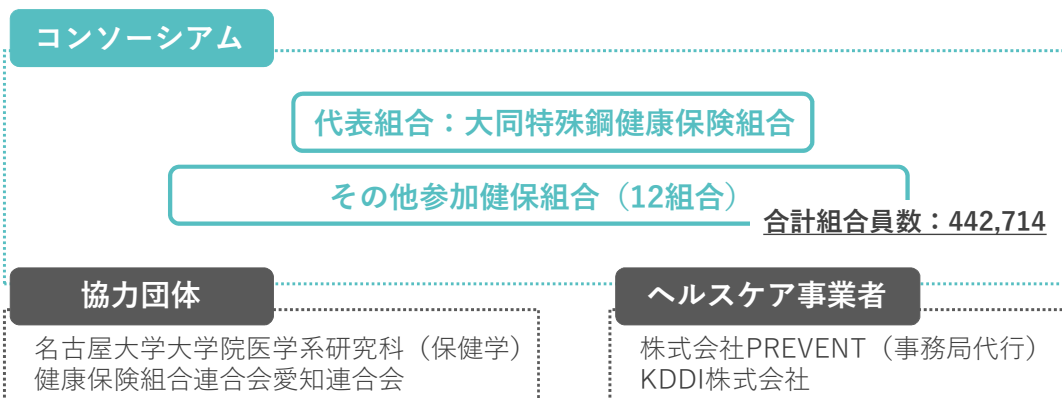 コンソーシアム
代表組合：大同特殊鋼健康保険組合
その他参加健保組合（12組合）
合計組合員数：442,714
協力団体
名古屋大学大学院医学系研究科（保健学）
健康保険組合連合会愛知連合会
ヘルスケア事業者
株式会社PREVENT（事務局代行）
KDDI株式会社